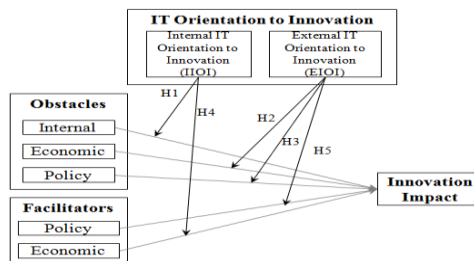 IT Orientation to Innovation
Internal IT
Orientation to
Innovation
(IIOI)
External IT
Orientation to
Innovation
(EIOI)
H1
H4
H2
H3
H5
Obstacles
Internal
Economic
Policy
Facilitators
Policy
Economic
Innovation
Impact